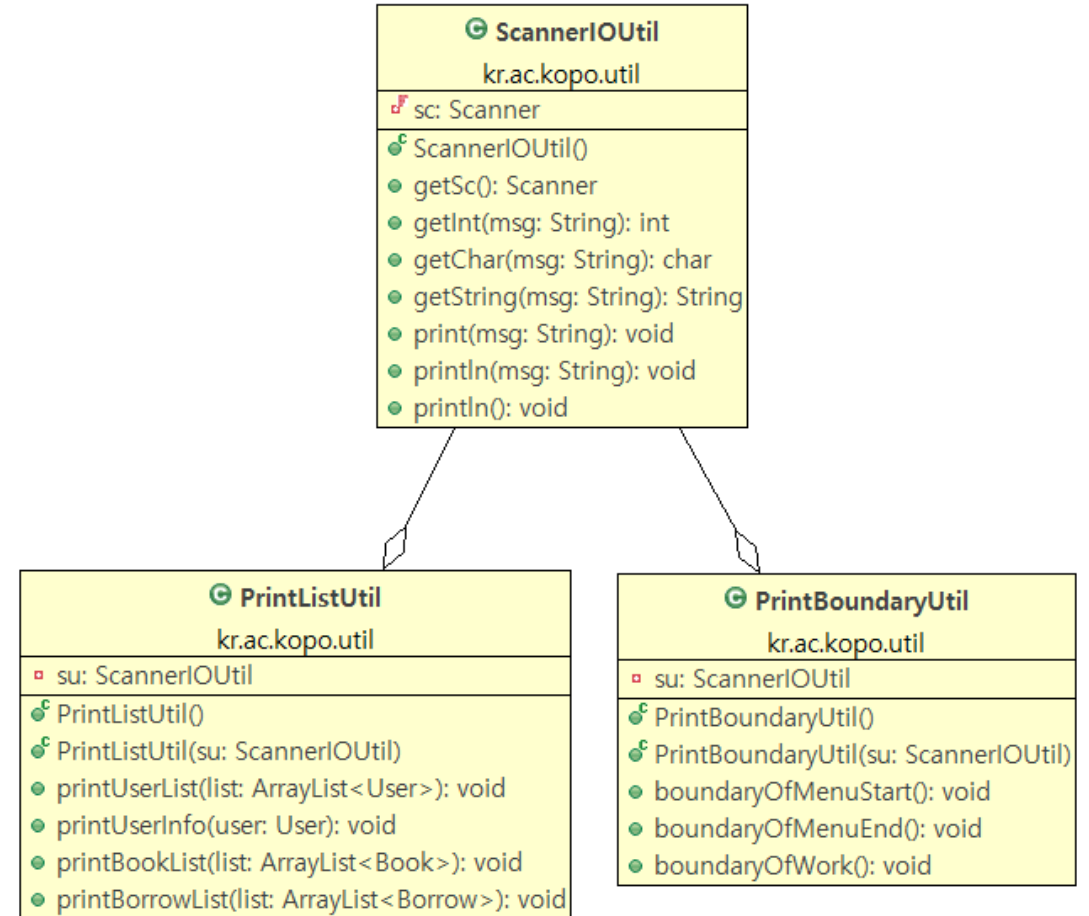 ScannerIOUtil
kr.ac.kopo.util
sc: Scanner
ScannerIOUtil()
getSc(): Scanner
getInt(msg: String): int
getChar(msg: String): char
getString(msg: String): String
print(msg: String): void
println(msg: String): void
println(): void
PrintListUtil
kr.ac.kopo.util
su: ScannerIOUtil
PrintListUtil()
PrintListUtil(su: ScannerIOUtil)
printUserList(list: ArrayList<User>): void
printUserInfo(user: User): void
printBookList(list: ArrayList<Book>): void
printBorrowList(list: ArrayList<Borrow>): void
PrintBoundaryUtil
kr.ac.kopo.util
su: ScannerIOUtil
PrintBoundaryUtil()
PrintBoundaryUtil(su: ScannerIOUtil)
boundaryOfMenuStart(): void
boundaryOfMenuEnd(): void
boundaryOfWork(): void